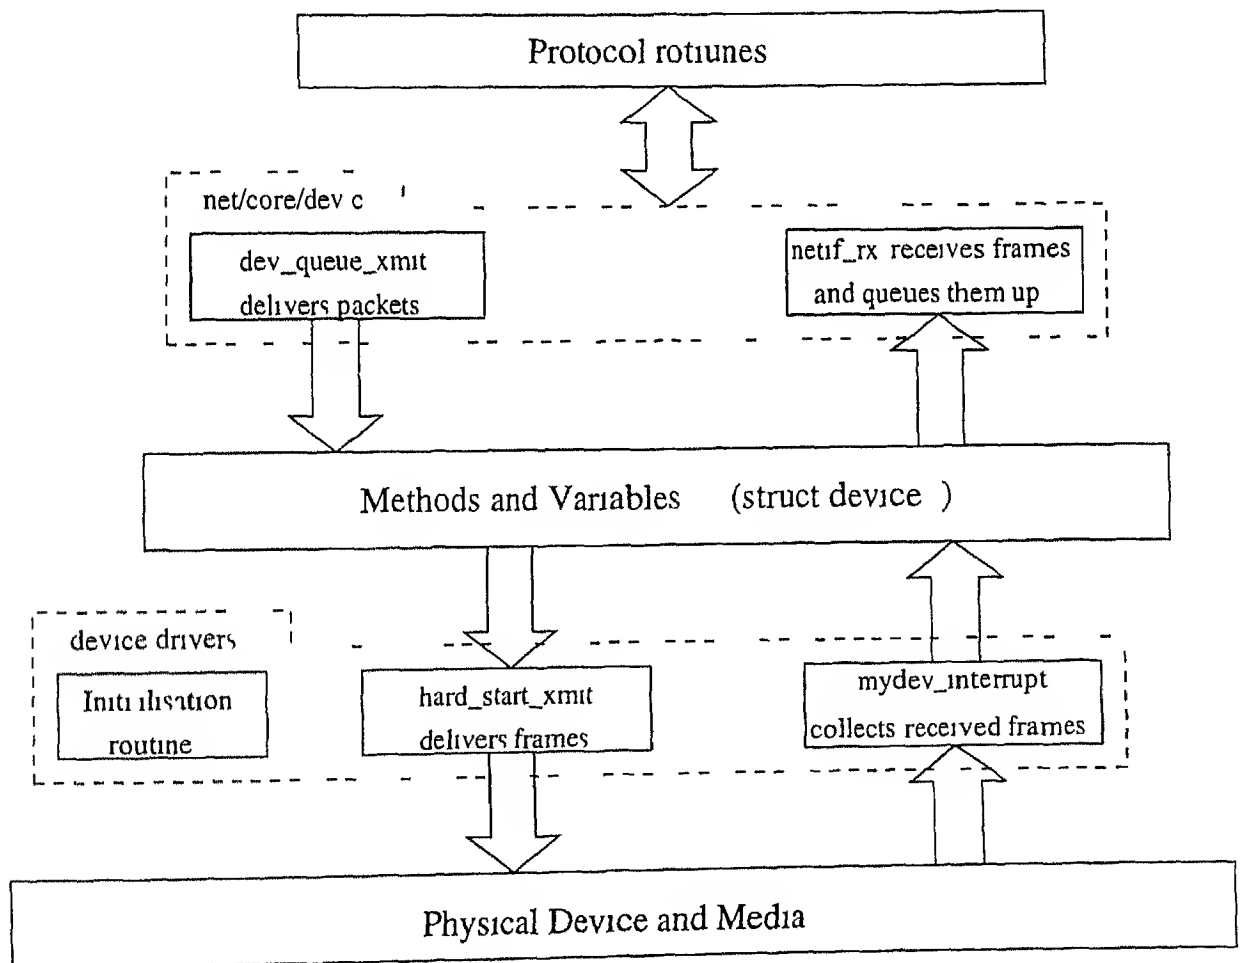 Protocol rotiunes
net/core/dev c
dev_queue_xmit
delivers packets
netif_rx receives frames
and queues them up
Methods and Variables (struct device )
device drivers
Initialisation
routine
hard_start_xmit
delivers frames
mydev_interrupt
collects received frames
Physical Device and Media